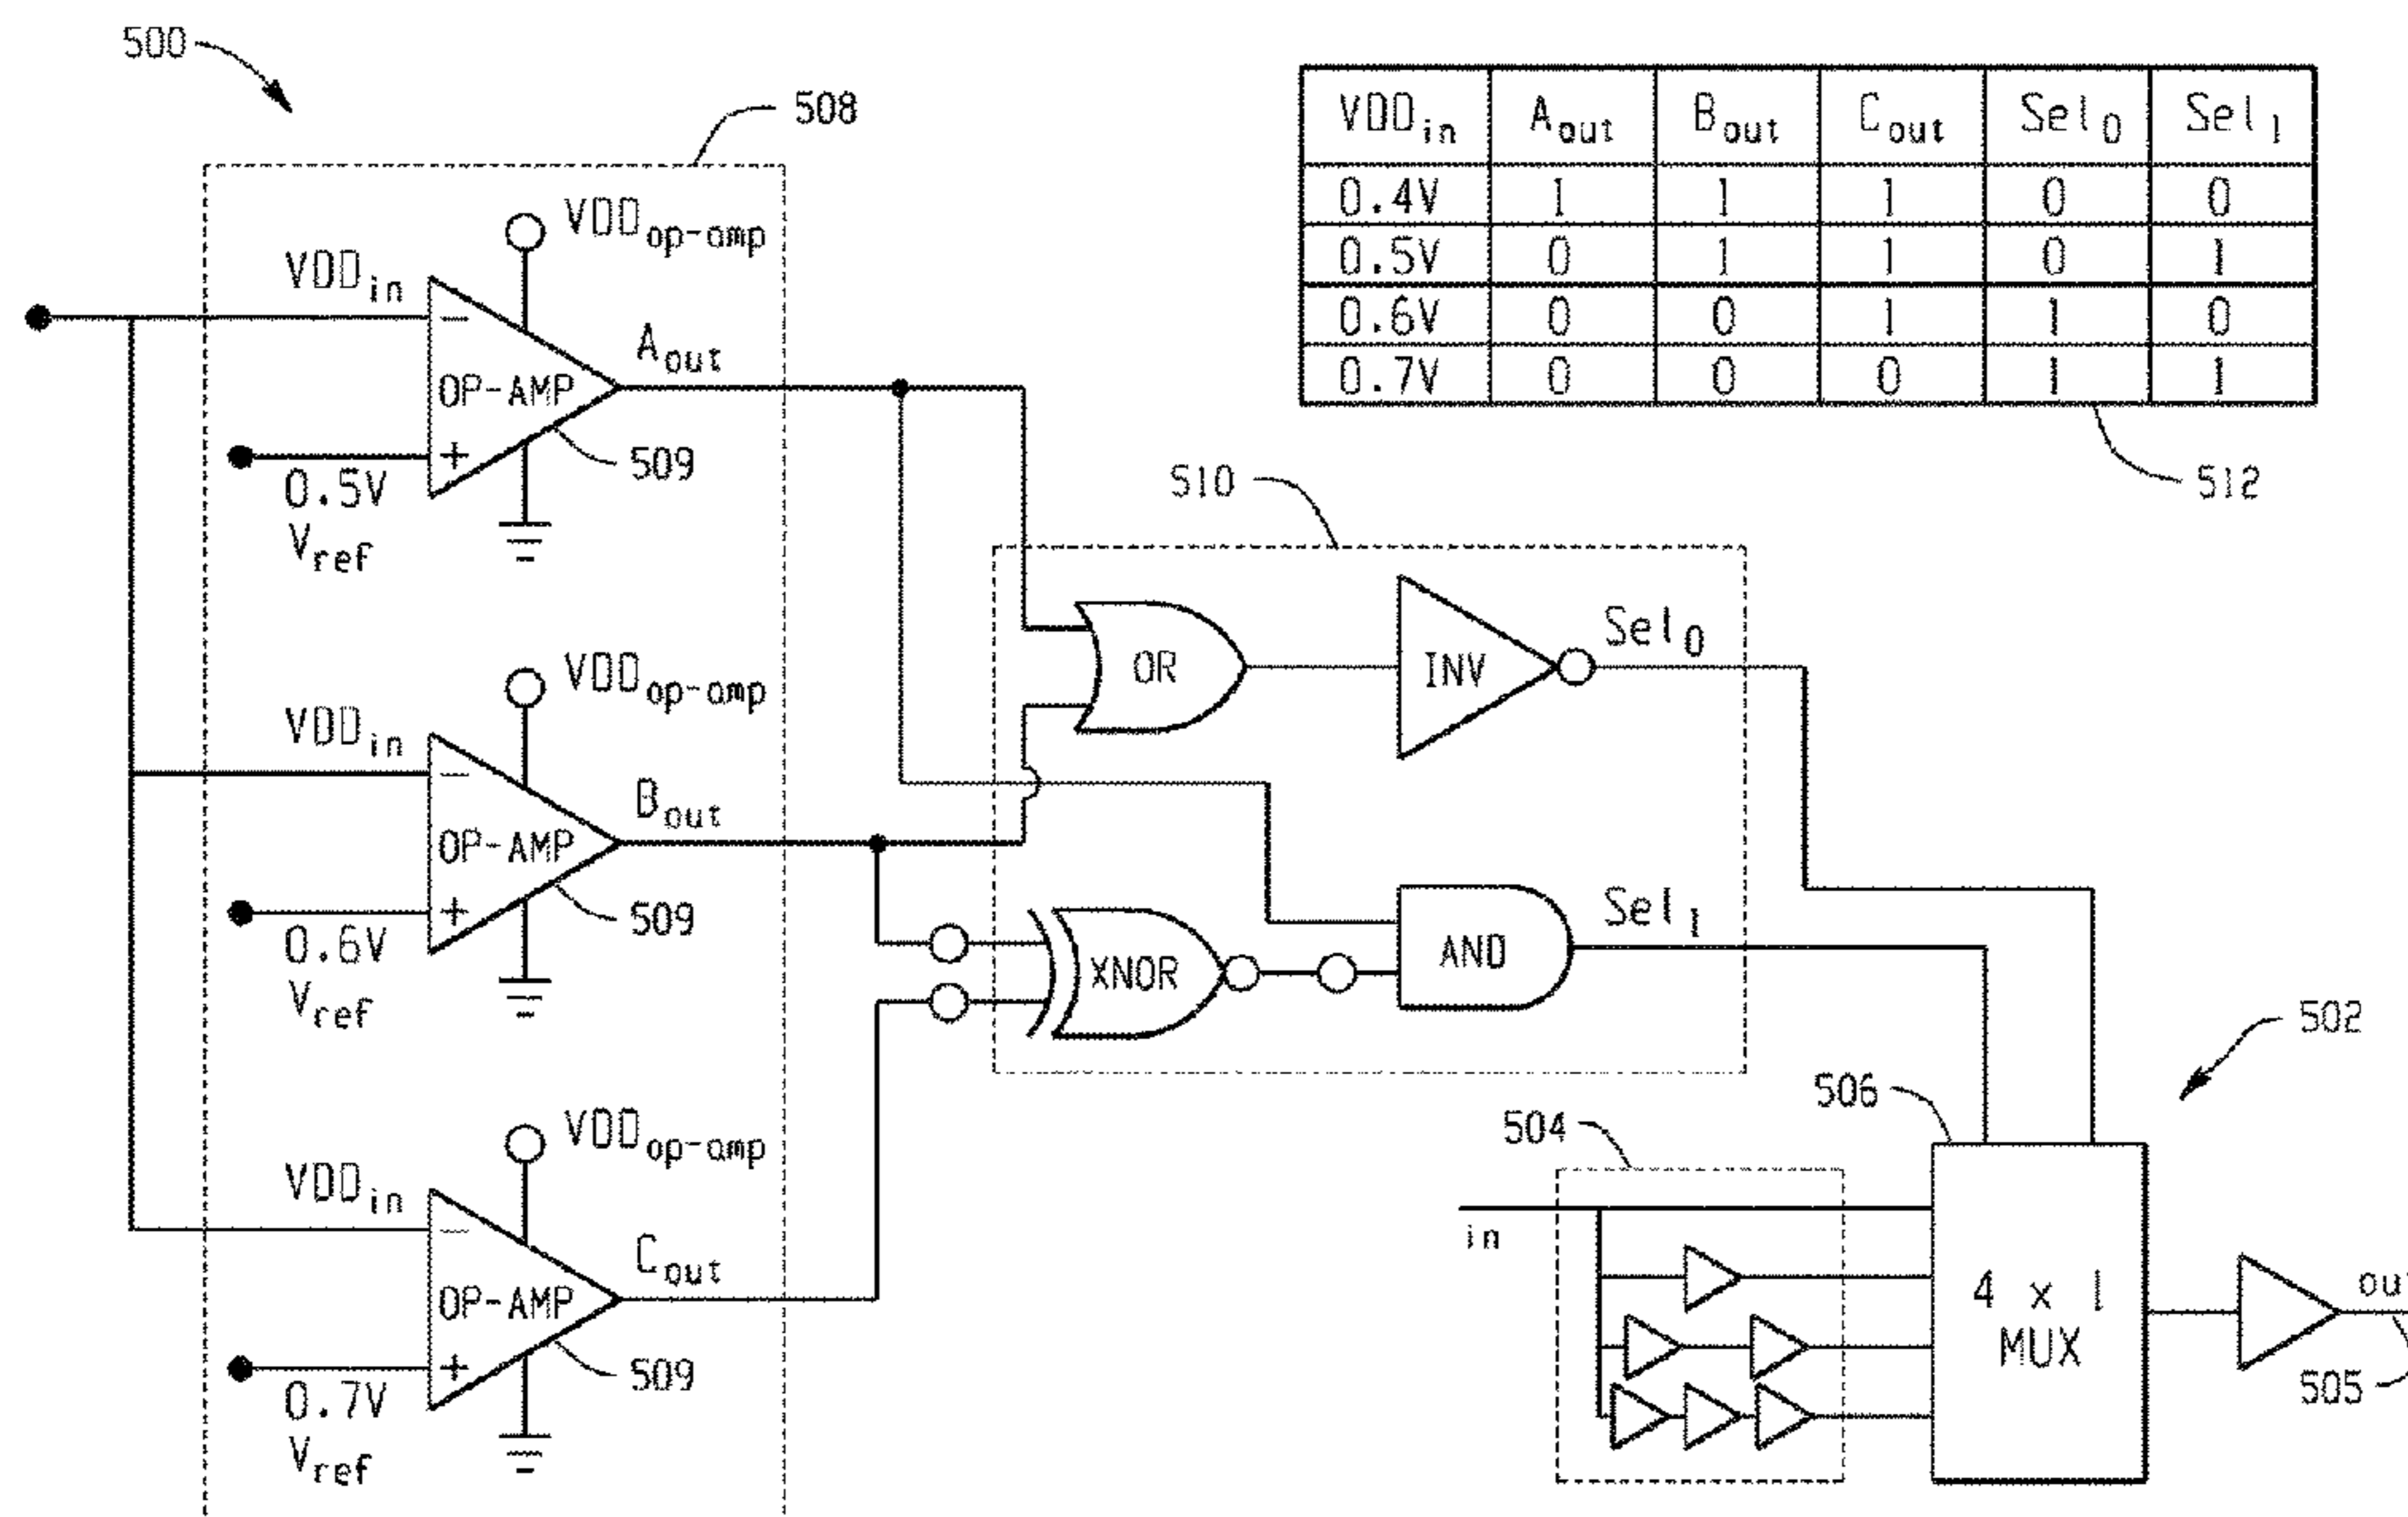 500
508
VDDin Aout Bout Cout Sel0 Sel1
0.4V 1 1 1 0 0
0.5V 0 1 1 0 1
0.6V 0 0 1 1 0
0.7V 0 0 0 1 1
512
VDDop-amp
VDDin
−
OP-AMP
+
Aout
509
0.5V
Vref
VDDop-amp
VDDin
−
OP-AMP
+
Bout
509
0.6V
Vref
VDDop-amp
VDDin
−
OP-AMP
+
Cout
509
0.7V
Vref
510
OR
INV
Sel0
XNOR
AND
Sel1
502
506
504
in
4 x 1
MUX
ou
505